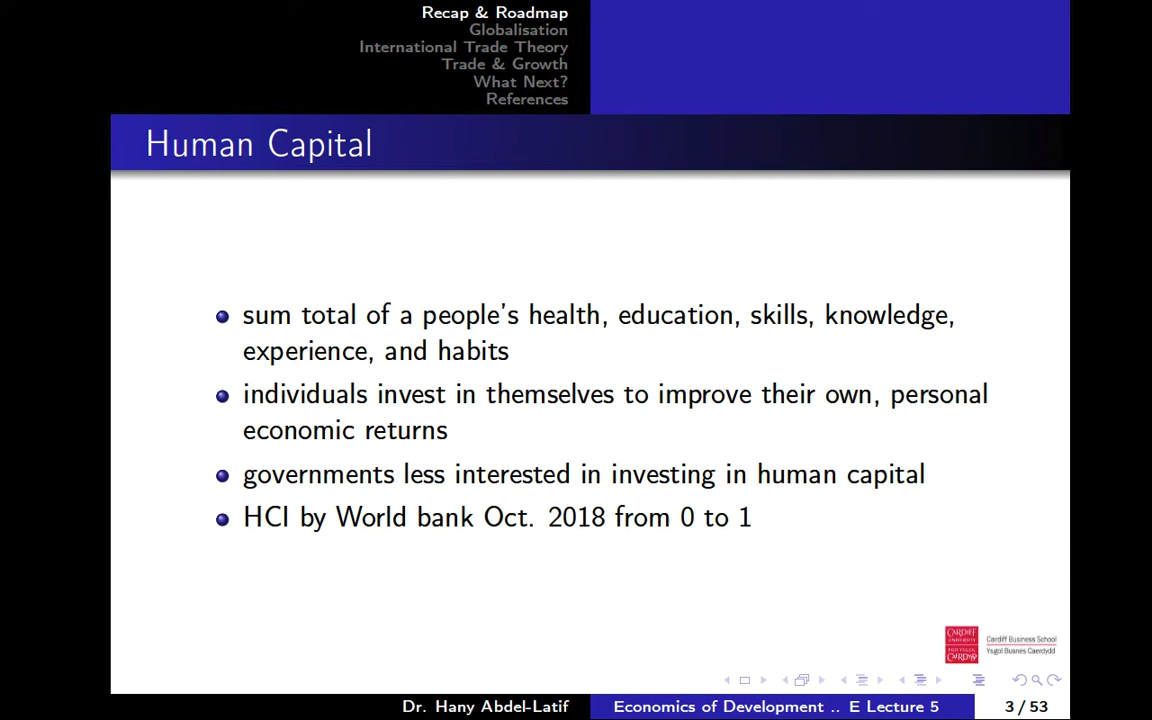 Recap & Roadmap
Globalisation
International Trade Theory
Trade & Growth
What Next?
References
Human Capital
sum total of a people's health, education, skills, knowledge,
experience, and habits
individuals invest in themselves to improve their own, personal
economic returns
governments less interested in investing in human capital
HCI by World bank Oct. 2018 from 0 to 1
CARDIFF
UNIVERSITY
PRIFYSGOL
CAERDYDD
Cardiff Business School
Ysgol Busnes Caerdydd
Dr. Hany Abdel-Latif
Economics of Development .. E Lecture 5
3 / 53